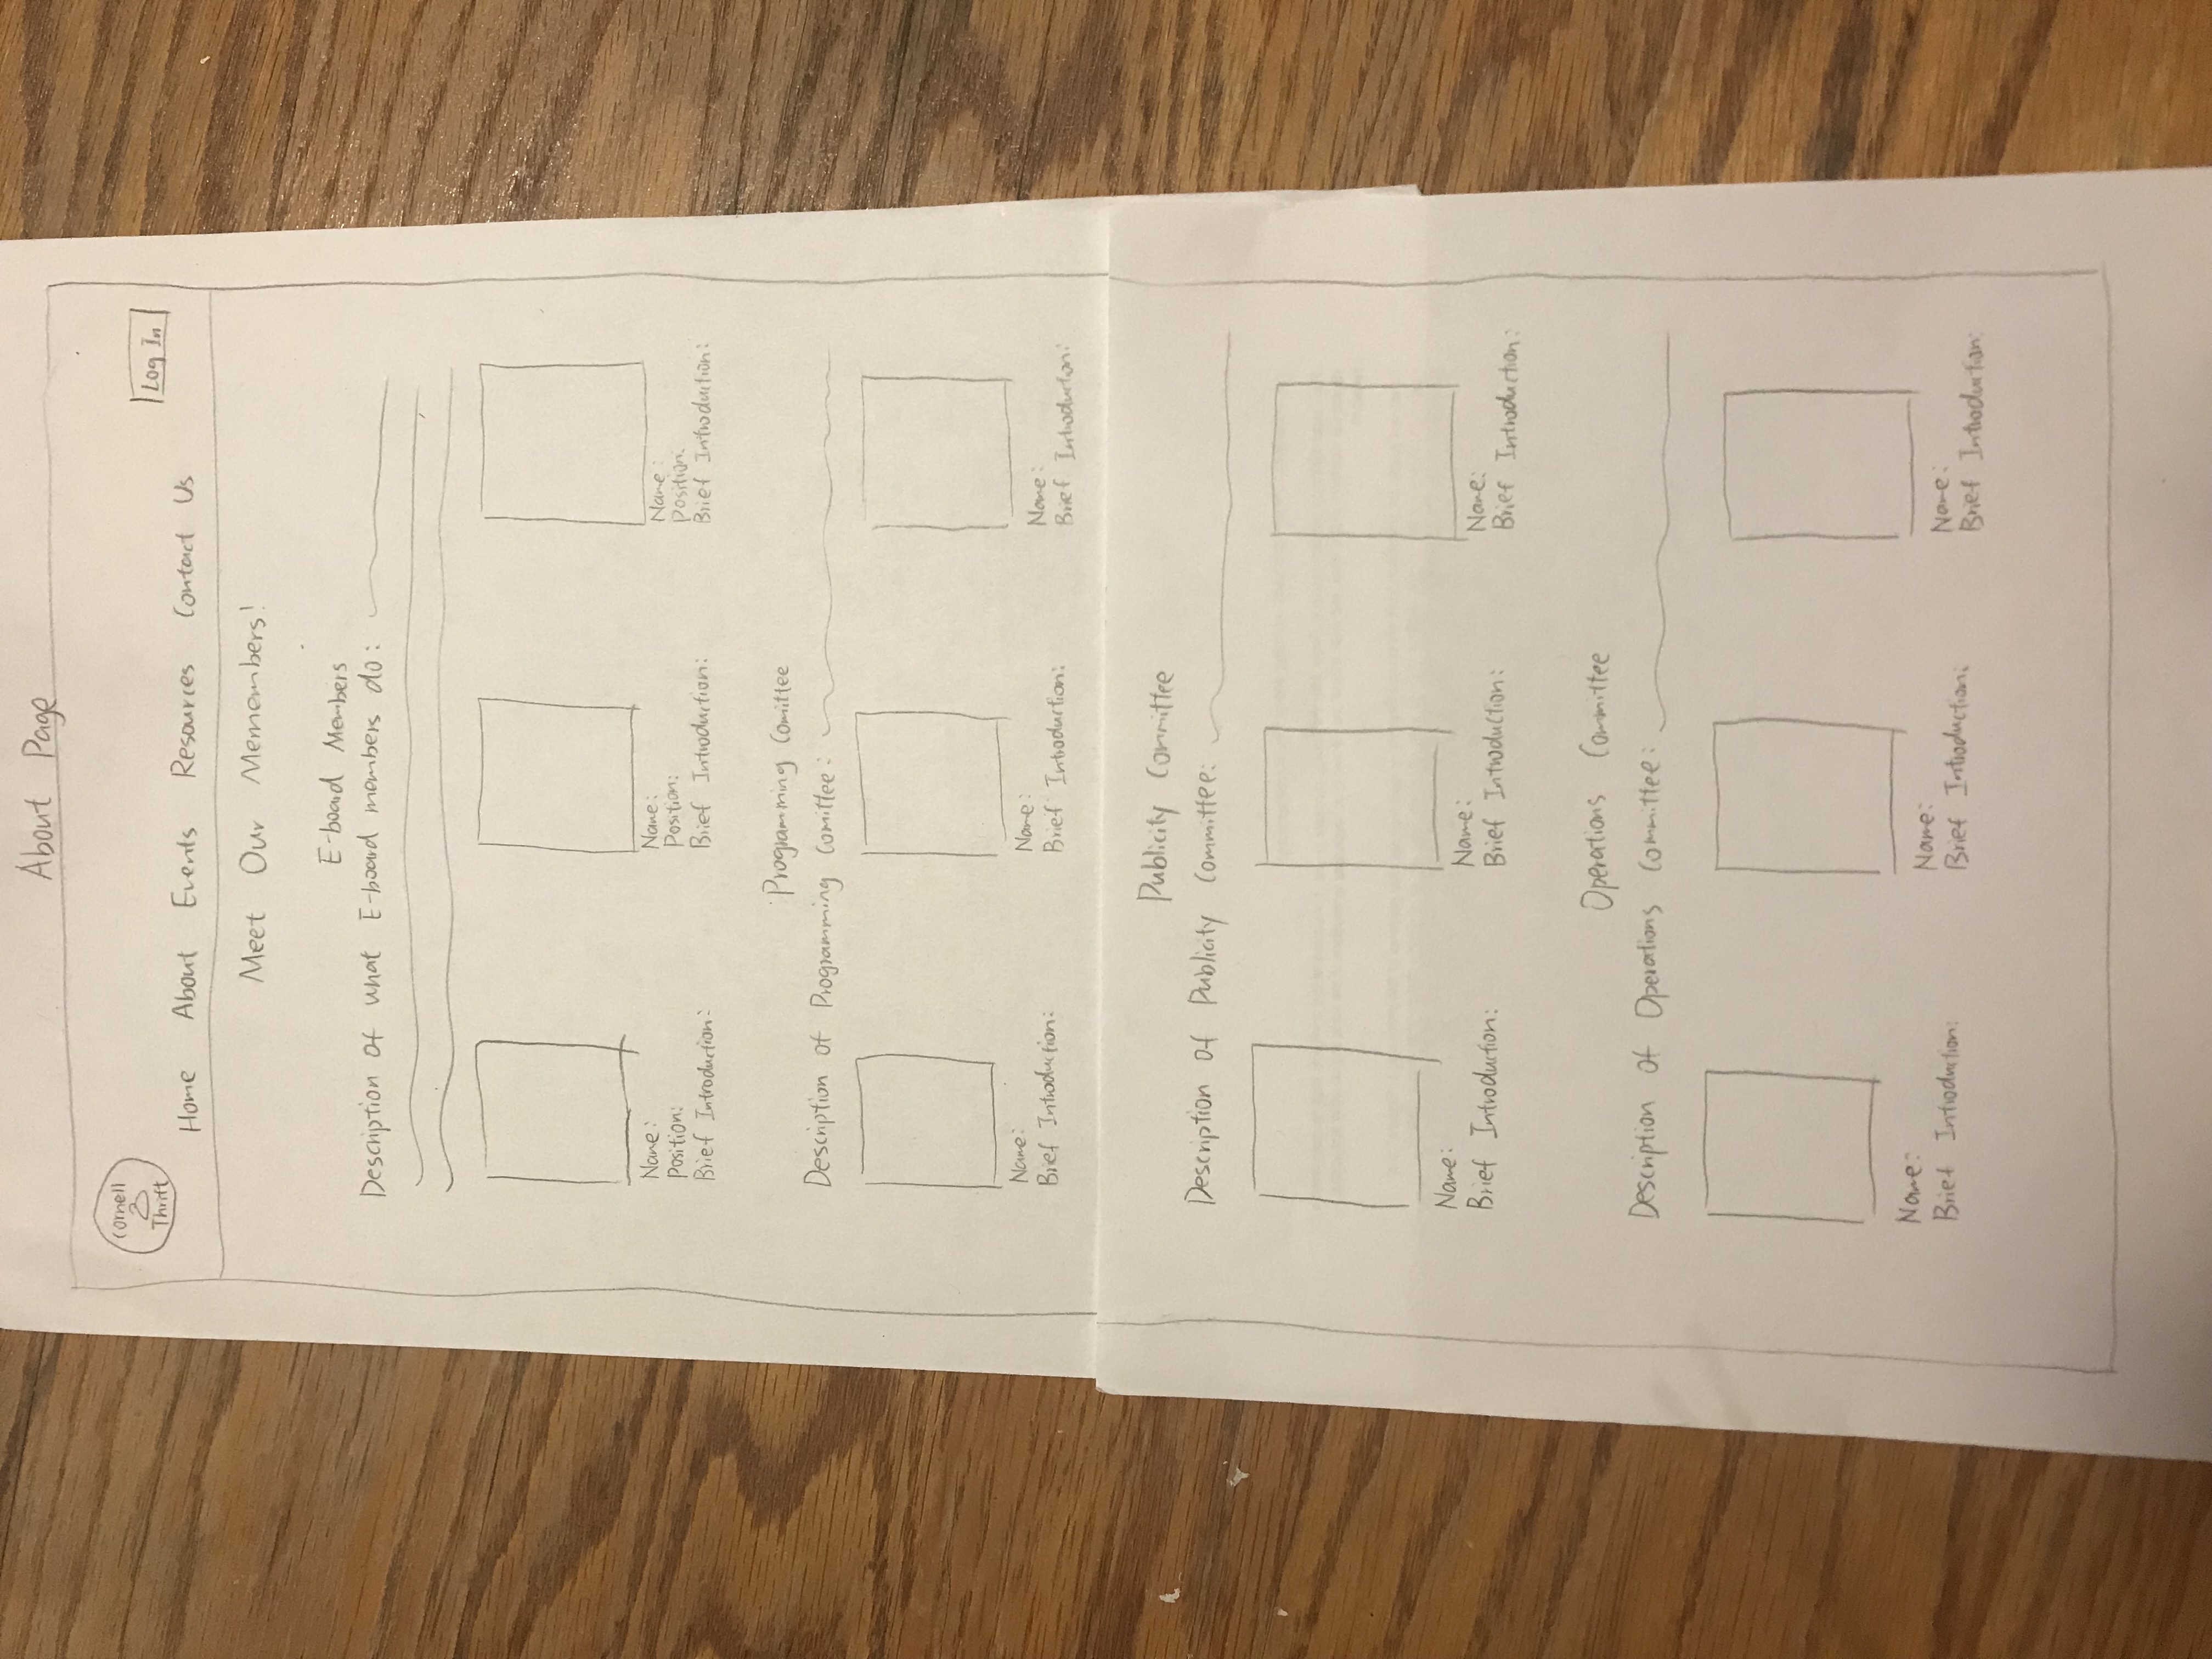 About Page
Cornell
Thrift
Log In
Home About Events Resources Contact Us
Meet Our Memembers!
E-board Members
Description of what E-board members do:
Name: Name: Name:
Position: Position: Position:
Brief Introduction: Brief Introduction: Brief Introduction:
Programming Comittee
Description of Programming Comittee:
Name: Name: Name:
Brief Introduction: Brief Introduction: Brief Introduction:
Publicity Committee
Description of Publicity Committee:
Name: Name: Name:
Brief Introduction: Brief Introduction: Brief Introduction:
Operations Committee
Description of Operations Committee:
Name: Name: Name:
Brief Introduction: Brief Introduction: Brief Introduction: